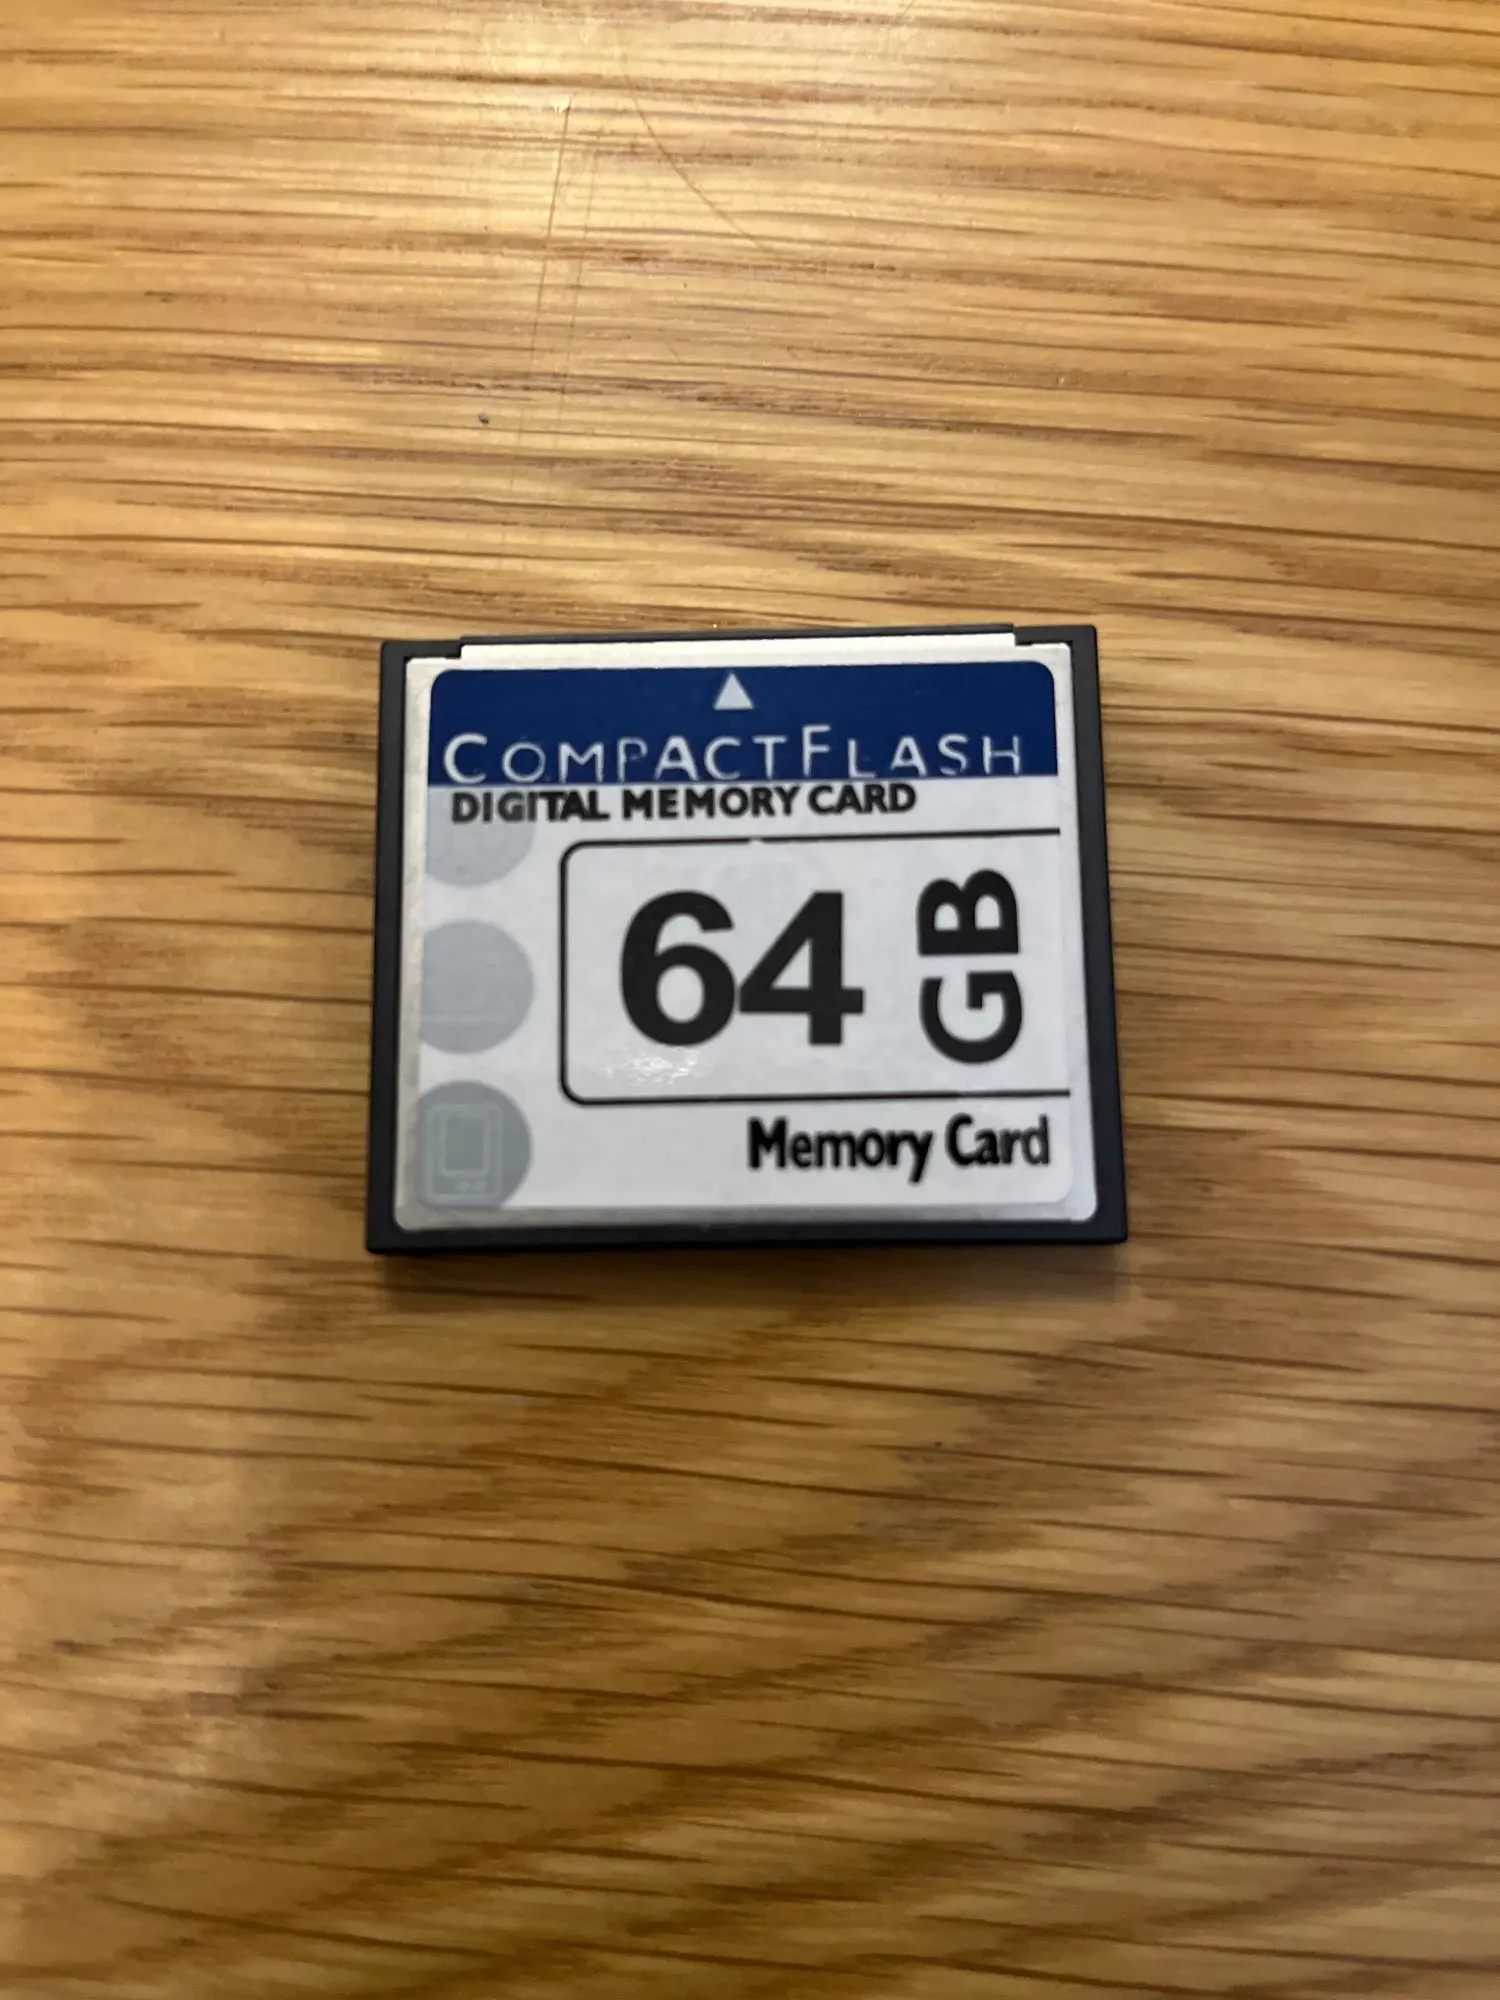 COMPACTFLASH
DIGITAL MEMORY CARD
64 GB
Memory Card